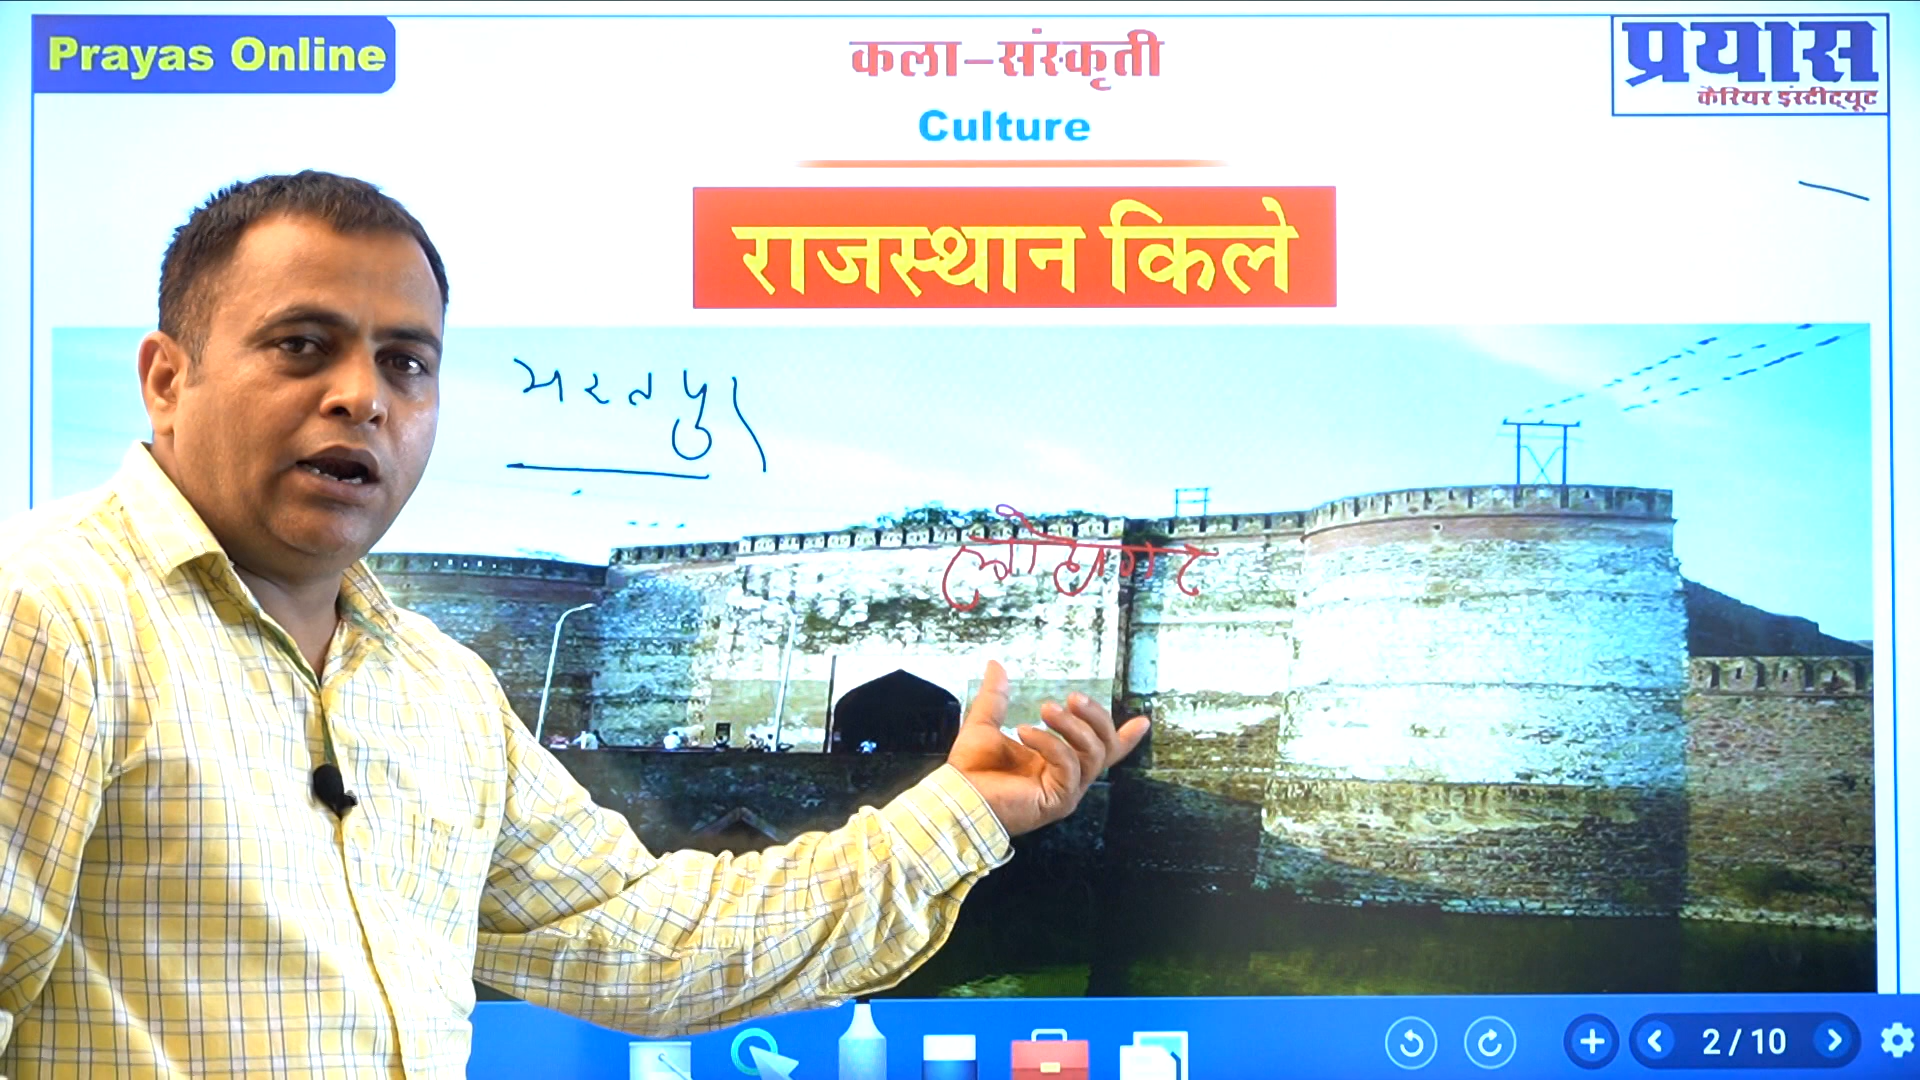 Prayas Online
कला-संस्कृती
प्रयास
कैरियर इंस्टीट्यूट
Culture
राजस्थान किले
भरतपुर
लोहागढ
2/10